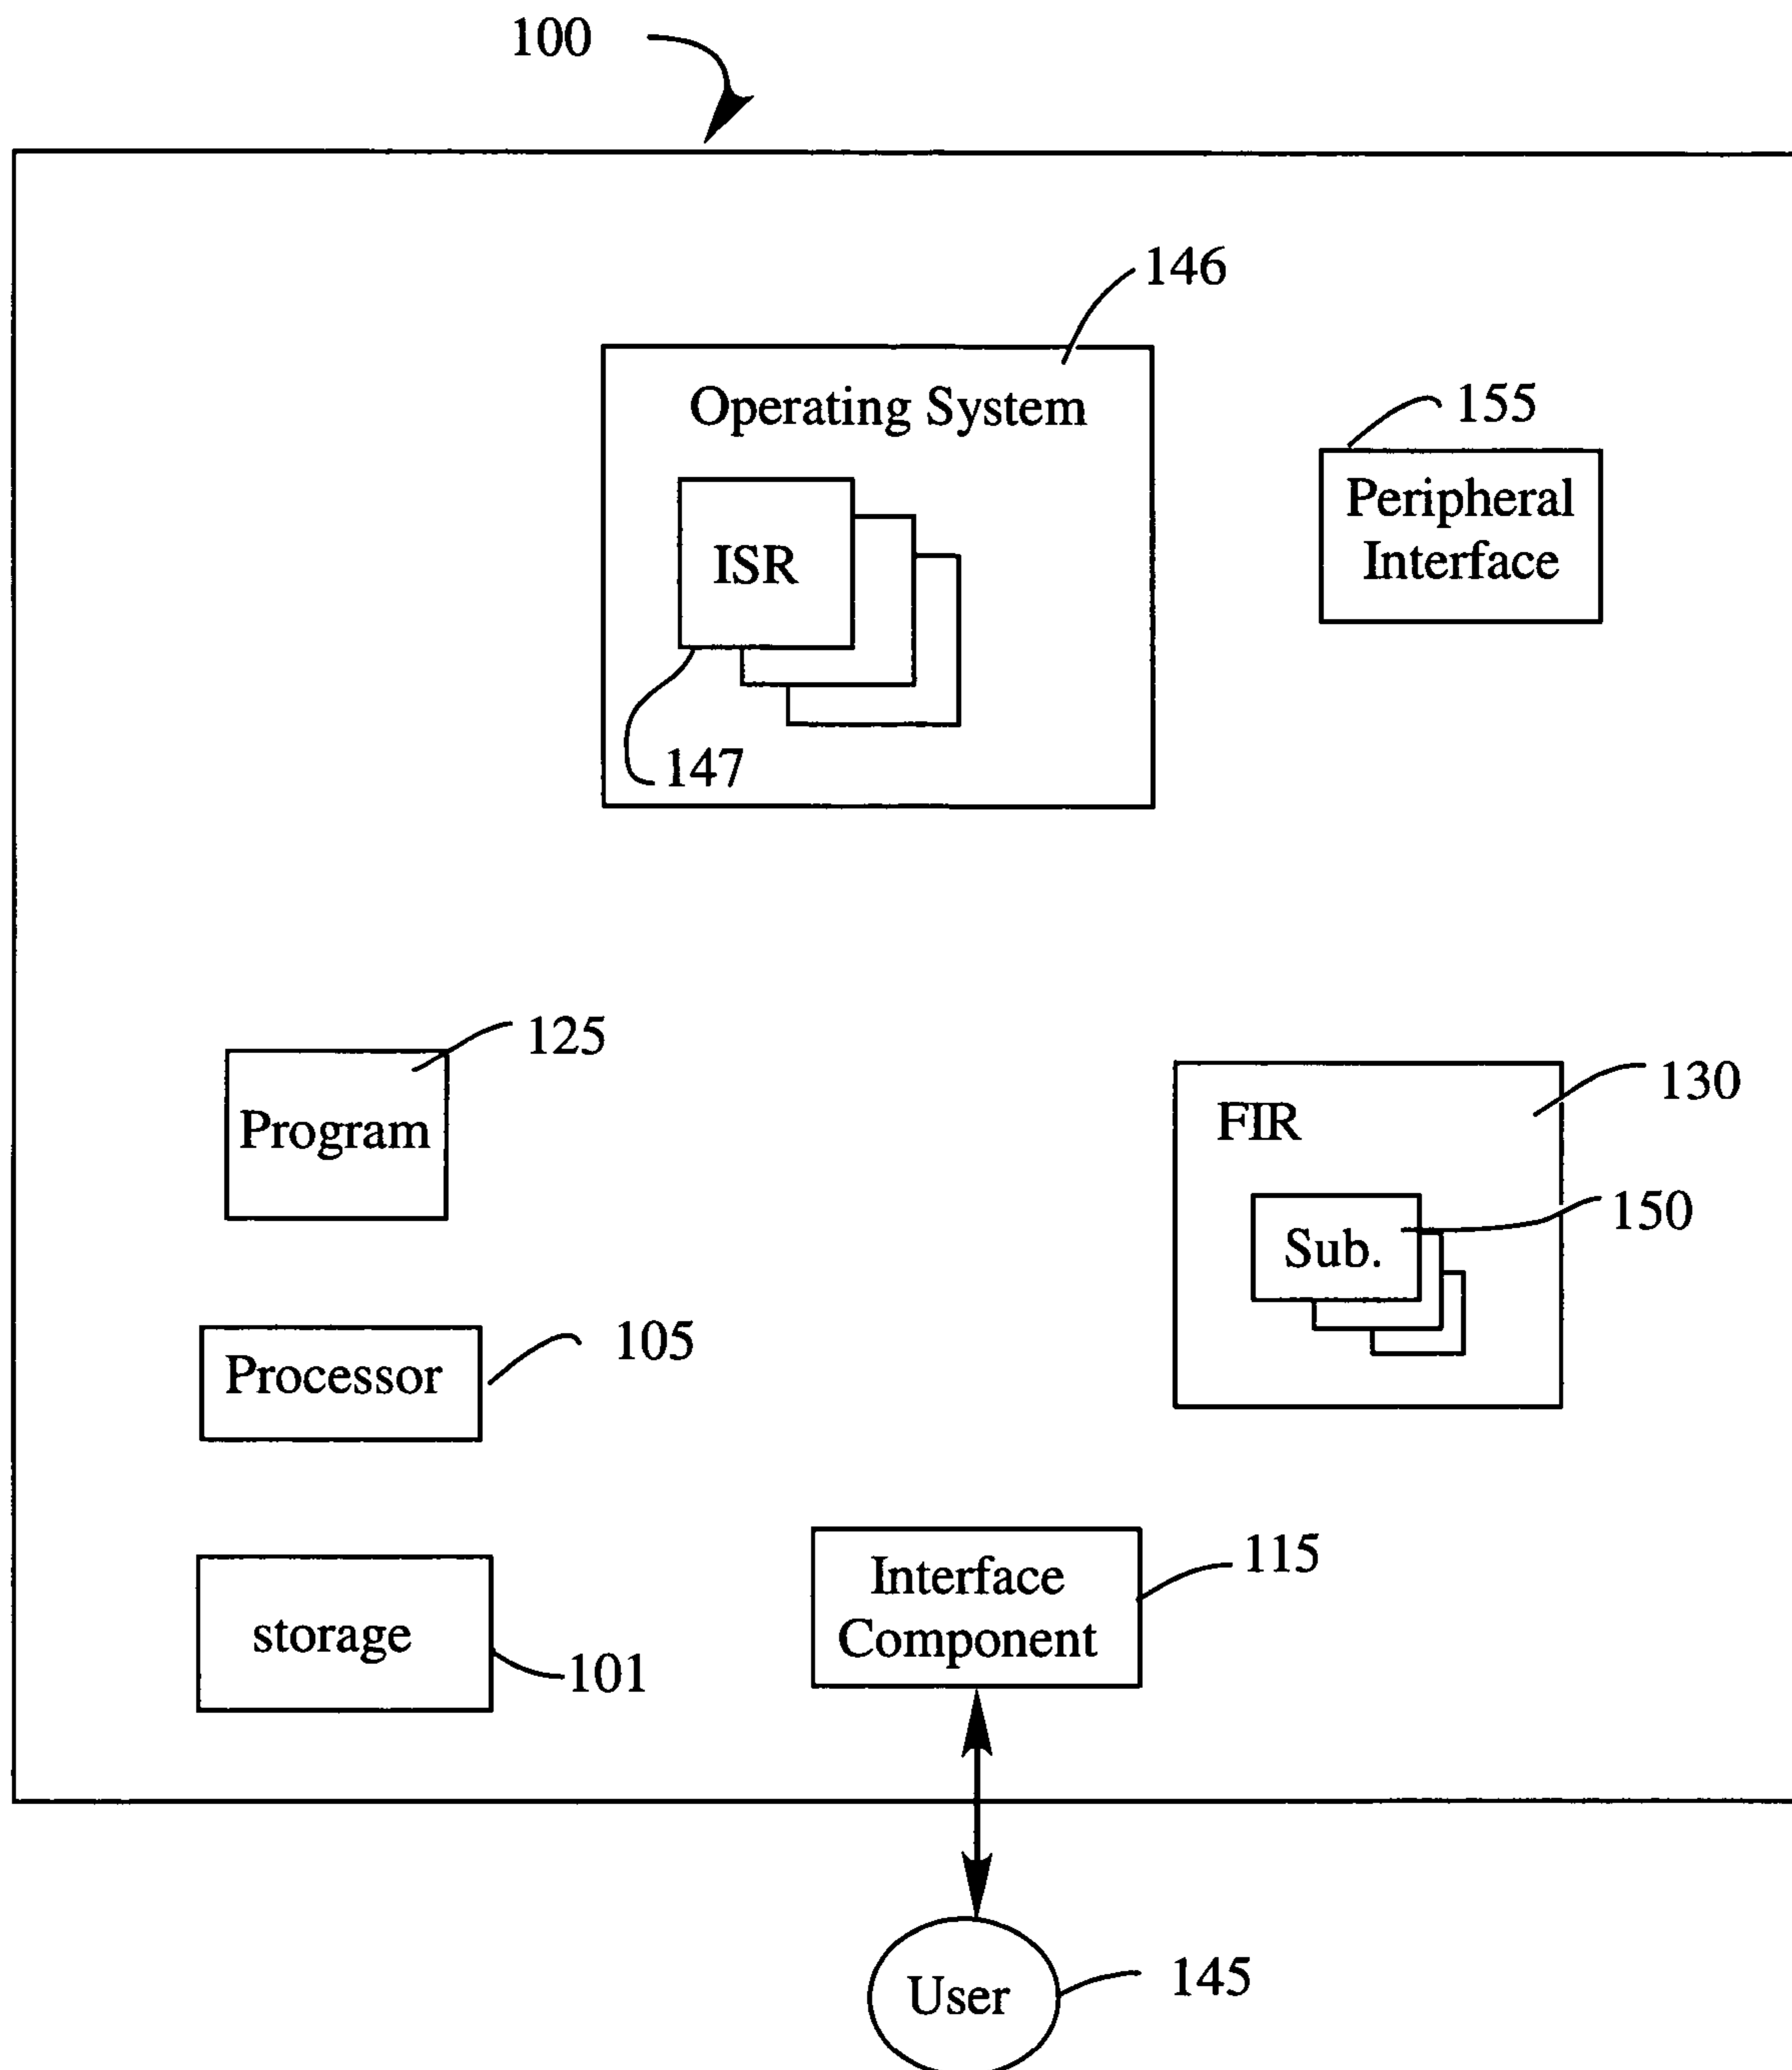 100
146
Operating System
155
Peripheral
Interface
ISR
147
125
Program
130
FIR
150
Sub.
105
Processor
115
Interface
Component
storage
101
145
User